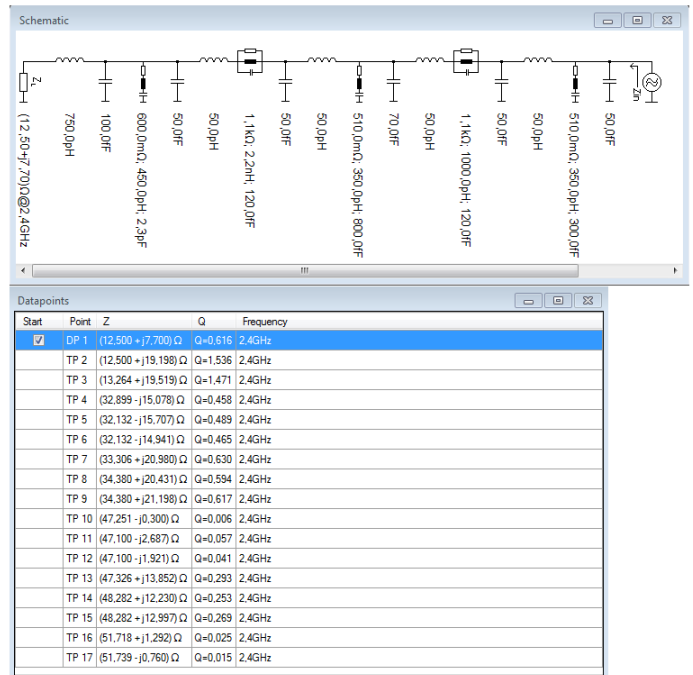 Schematic
Z_L
Zin
(12,50+j7,70)Ω@2,4GHz
750,0pH
100,0fF
600,0mΩ; 450,0pH; 2,3pF
50,0fF
50,0pH
1,1kΩ; 2,2nH; 120,0fF
50,0fF
50,0pH
510,0mΩ; 350,0pH; 800,0fF
70,0fF
50,0pH
1,1kΩ; 1000,0pH; 120,0fF
50,0fF
50,0pH
510,0mΩ; 350,0pH; 300,0fF
50,0fF
Datapoints
Start Point Z Q Frequency
DP 1 (12,500 + j7,700) Ω Q=0,616 2,4GHz
TP 2 (12,500 + j19,198) Ω Q=1,536 2,4GHz
TP 3 (13,264 + j19,519) Ω Q=1,471 2,4GHz
TP 4 (32,899 - j15,078) Ω Q=0,458 2,4GHz
TP 5 (32,132 - j15,707) Ω Q=0,489 2,4GHz
TP 6 (32,132 - j14,941) Ω Q=0,465 2,4GHz
TP 7 (33,306 + j20,980) Ω Q=0,630 2,4GHz
TP 8 (34,380 + j20,431) Ω Q=0,594 2,4GHz
TP 9 (34,380 + j21,198) Ω Q=0,617 2,4GHz
TP 10 (47,251 - j0,300) Ω Q=0,006 2,4GHz
TP 11 (47,100 - j2,687) Ω Q=0,057 2,4GHz
TP 12 (47,100 - j1,921) Ω Q=0,041 2,4GHz
TP 13 (47,326 + j13,852) Ω Q=0,293 2,4GHz
TP 14 (48,282 + j12,230) Ω Q=0,253 2,4GHz
TP 15 (48,282 + j12,997) Ω Q=0,269 2,4GHz
TP 16 (51,718 + j1,292) Ω Q=0,025 2,4GHz
TP 17 (51,739 - j0,760) Ω Q=0,015 2,4GHz